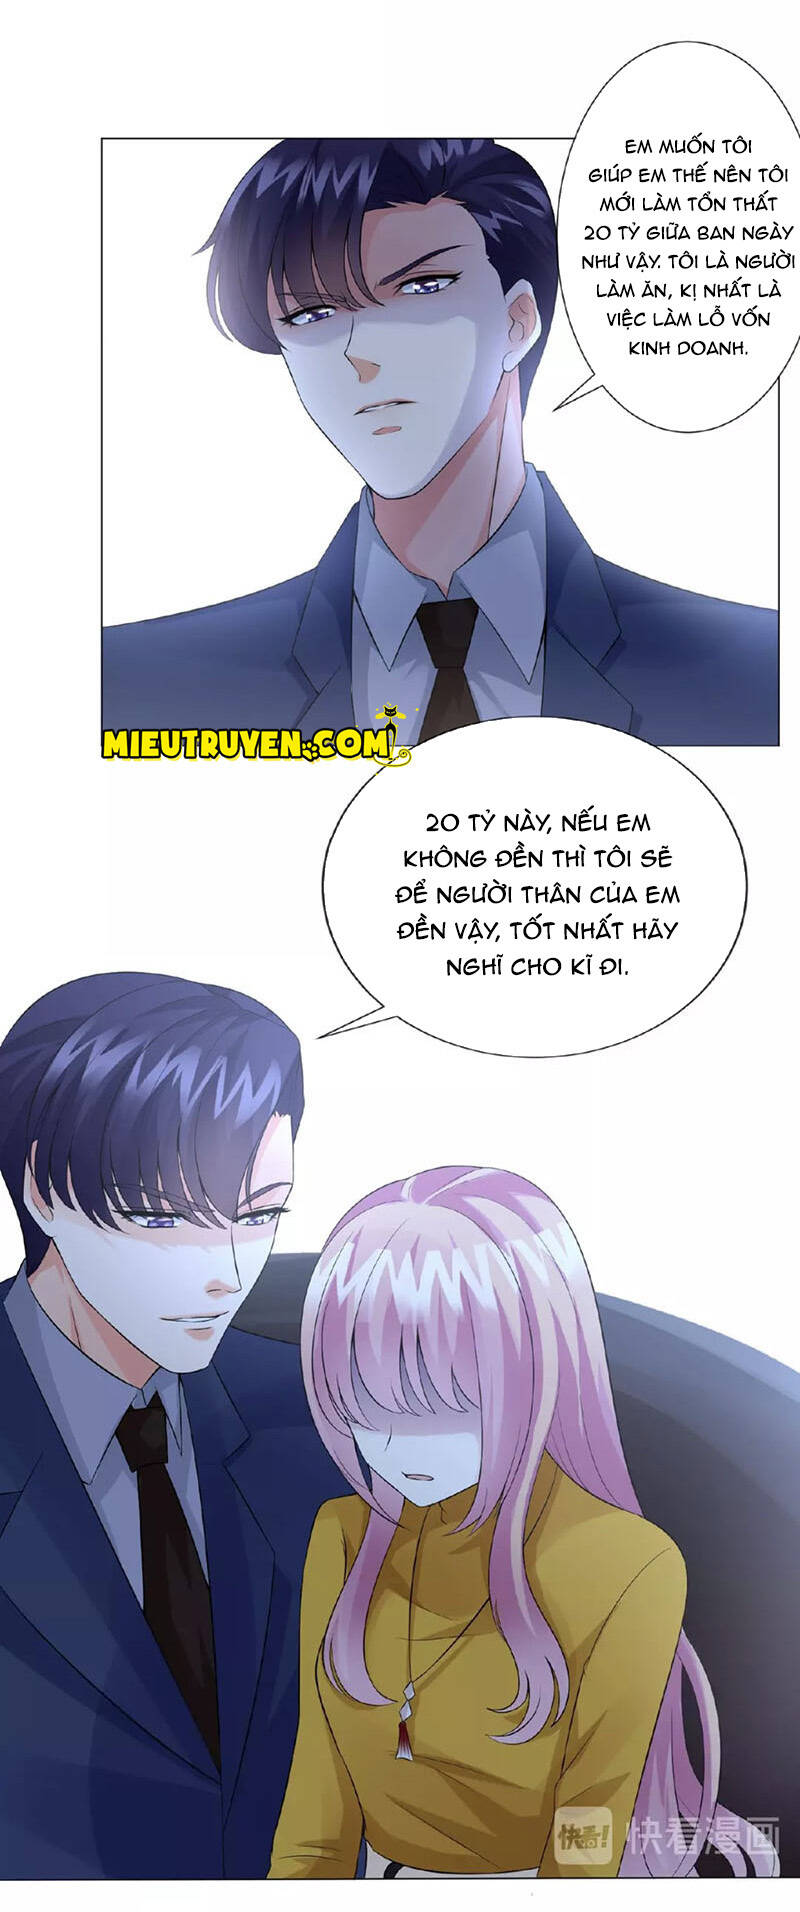 EM MUỐN TÔI
GIÚP EM THẾ NÊN TÔI
MỚI LÀM TỔN THẤT
20 TỶ GIỮA BAN NGÀY
NHƯ VẬY. TÔI LÀ NGƯỜI
LÀM ĂN, KỊ NHẤT LÀ
VIỆC LÀM LỖ VỐN
KINH DOANH.
MIEUTRUYEN.COM
20 TỶ NÀY, NẾU EM
KHÔNG ĐỀN THÌ TÔI SẼ
ĐỂ NGƯỜI THÂN CỦA EM
ĐỀN VẬY, TỐT NHẤT HÃY
NGHĨ CHO KĨ ĐI.
快看! 快看漫画